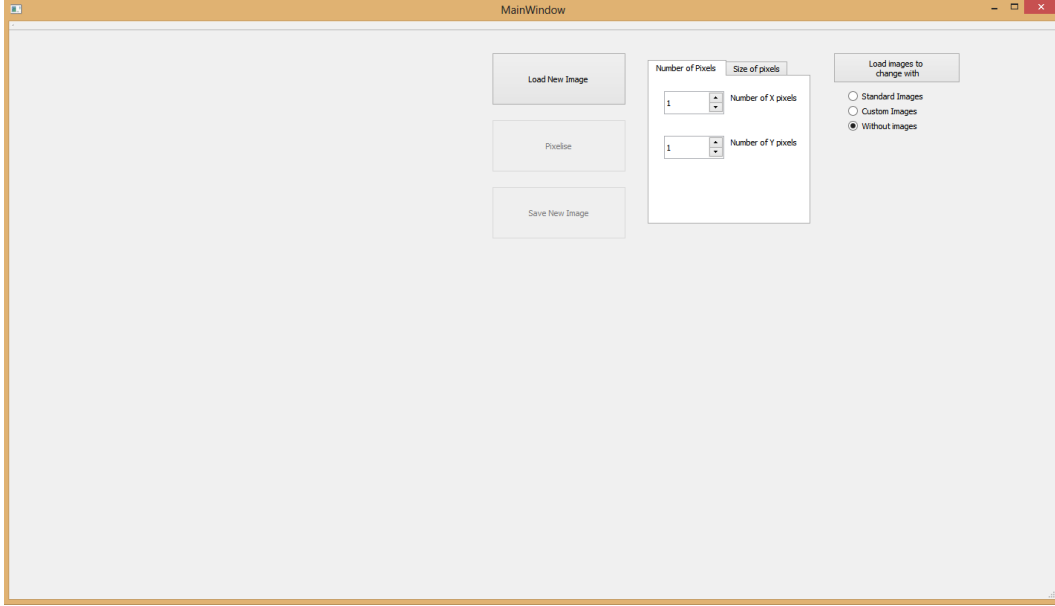 MainWindow
Load New Image
Pixelise
Save New Image
Number of Pixels
Size of pixels
1
Number of X pixels
1
Number of Y pixels
Load images to
change with
Standard Images
Custom Images
Without images